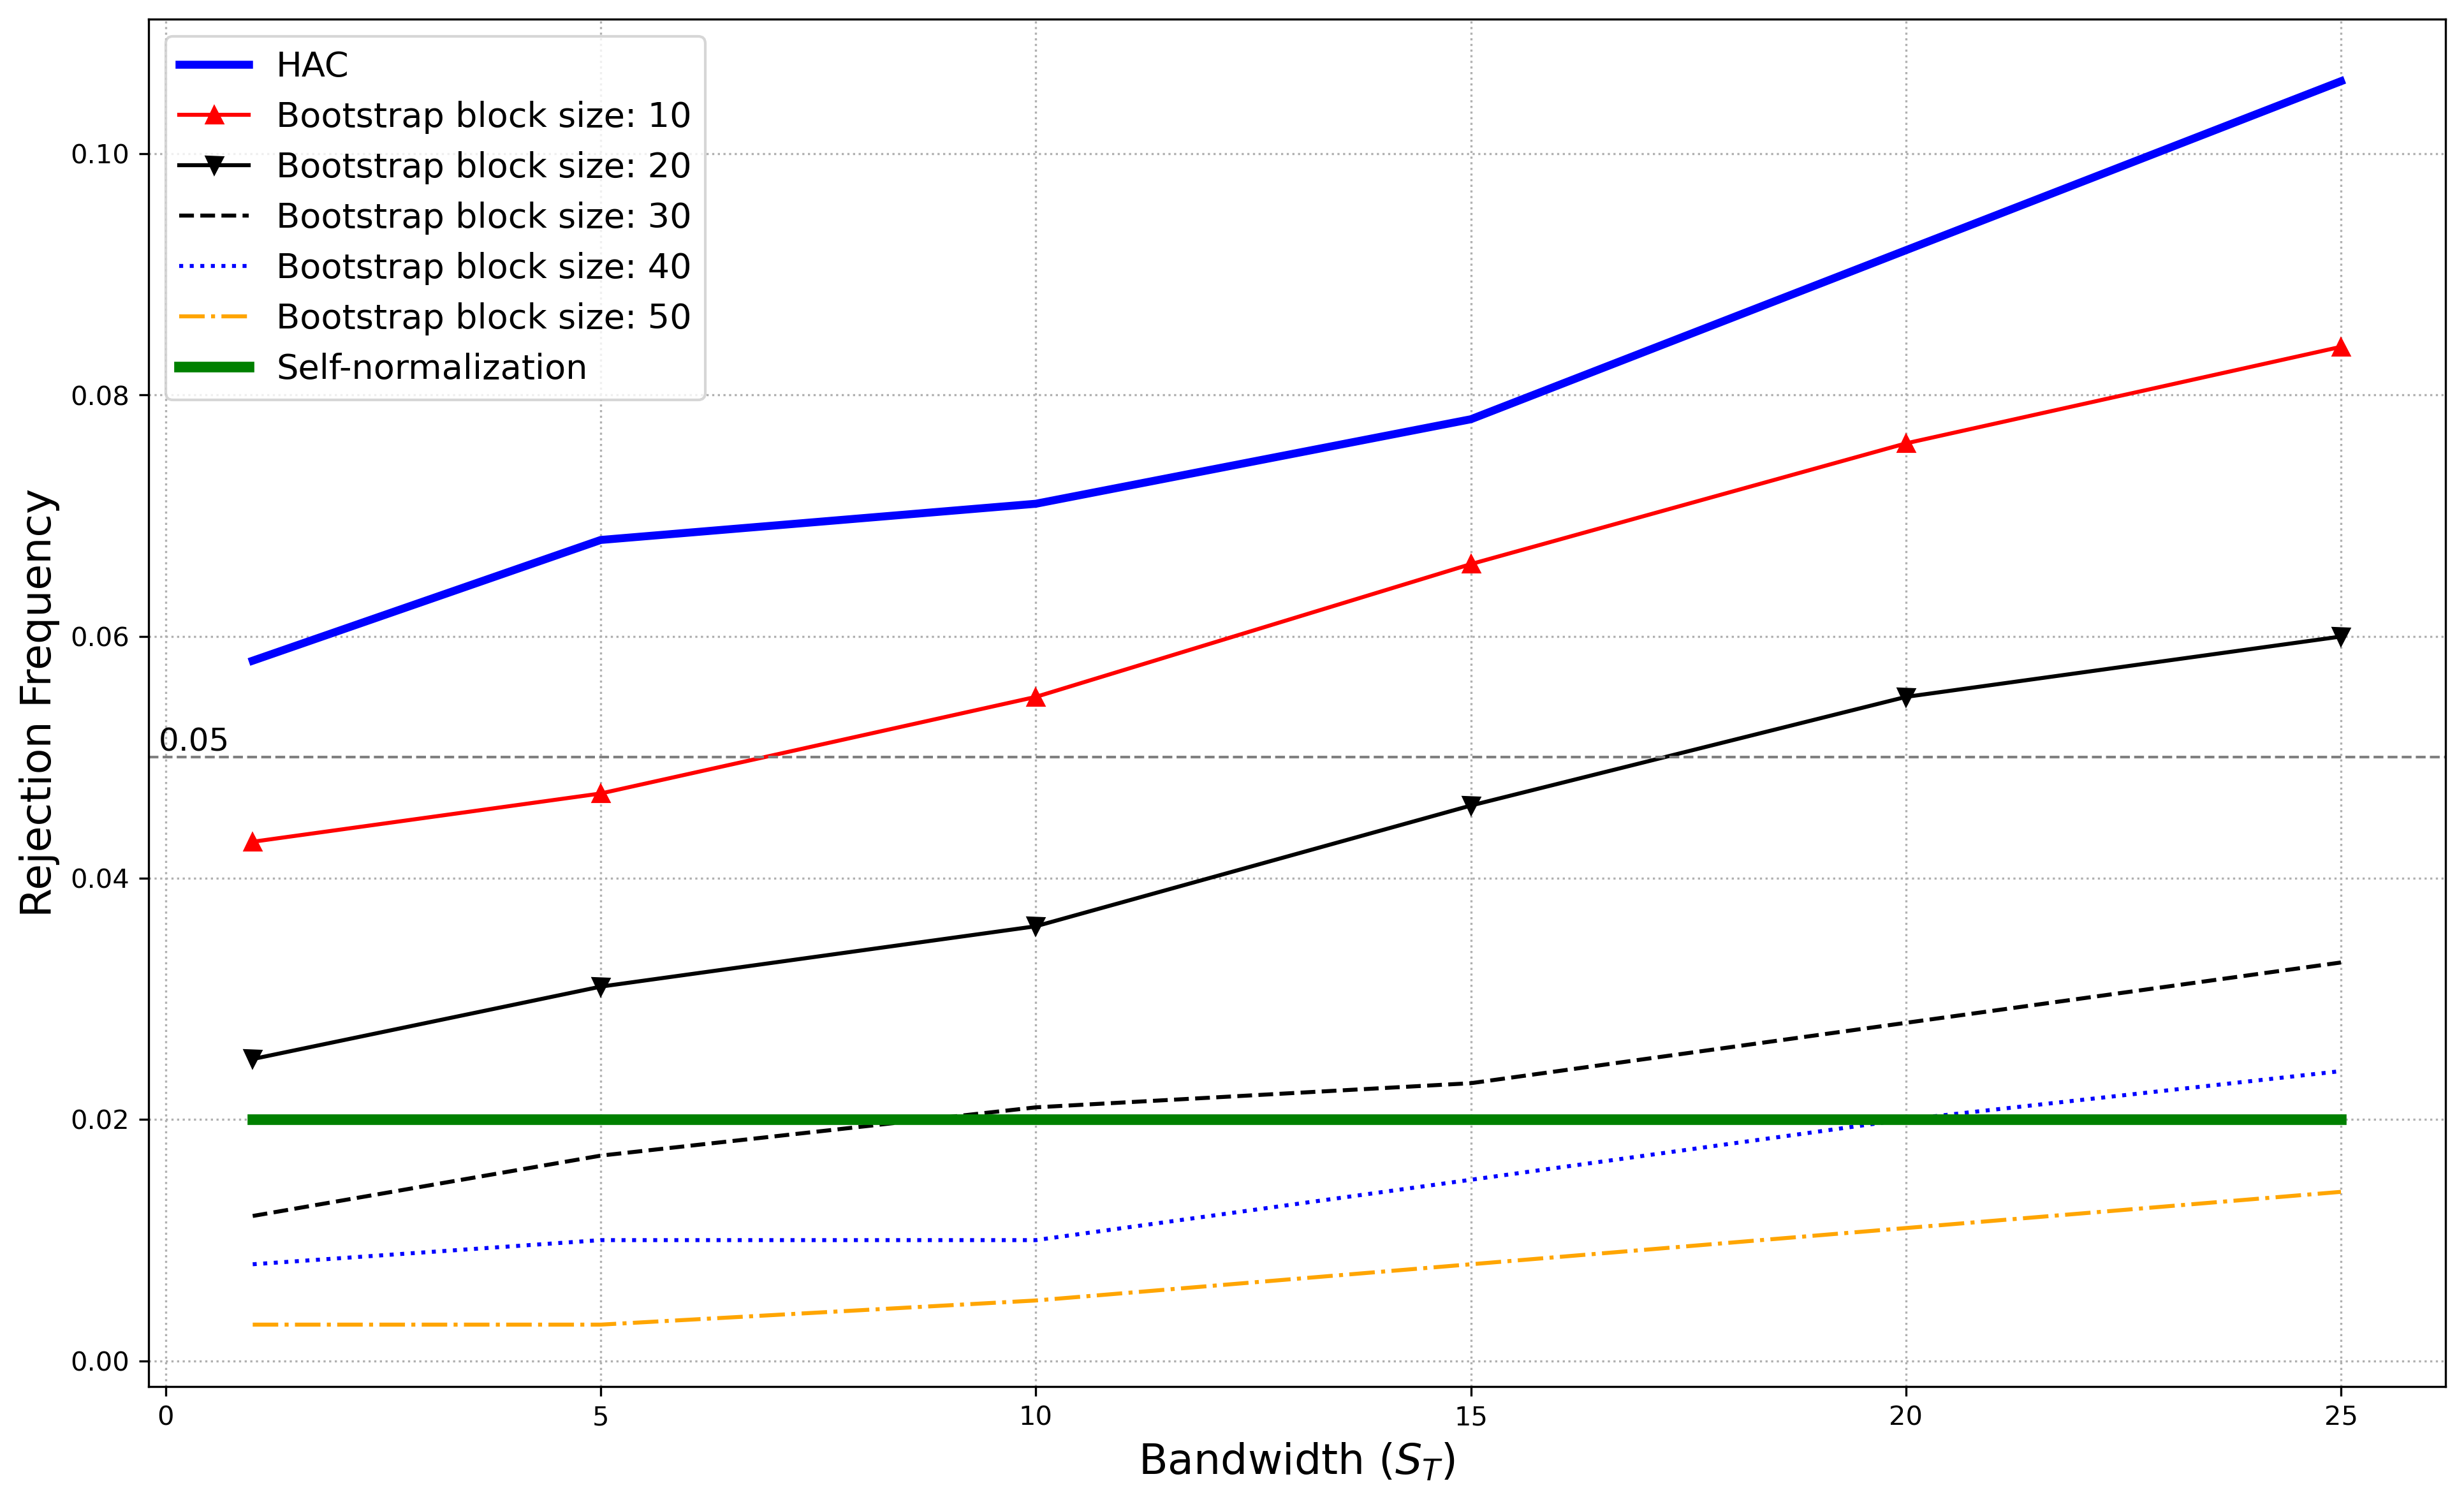 HAC
Bootstrap block size: 10
Bootstrap block size: 20
Bootstrap block size: 30
Bootstrap block size: 40
Bootstrap block size: 50
Self-normalization
Rejection Frequency
0.10
0.08
0.06
0.05
0.04
0.02
0.00
0 5 10 15 20 25
Bandwidth (S_T)